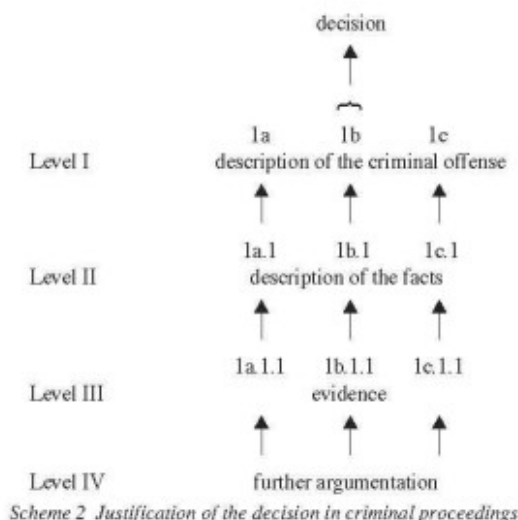 decision
1a 1b 1c
Level I description of the criminal offense
1a.1 1b.1 1c.1
Level II description of the facts
1a.1.1 1b.1.1 1c.1.1
Level III evidence
Level IV further argumentation
Scheme 2 Justification of the decision in criminal proceedings